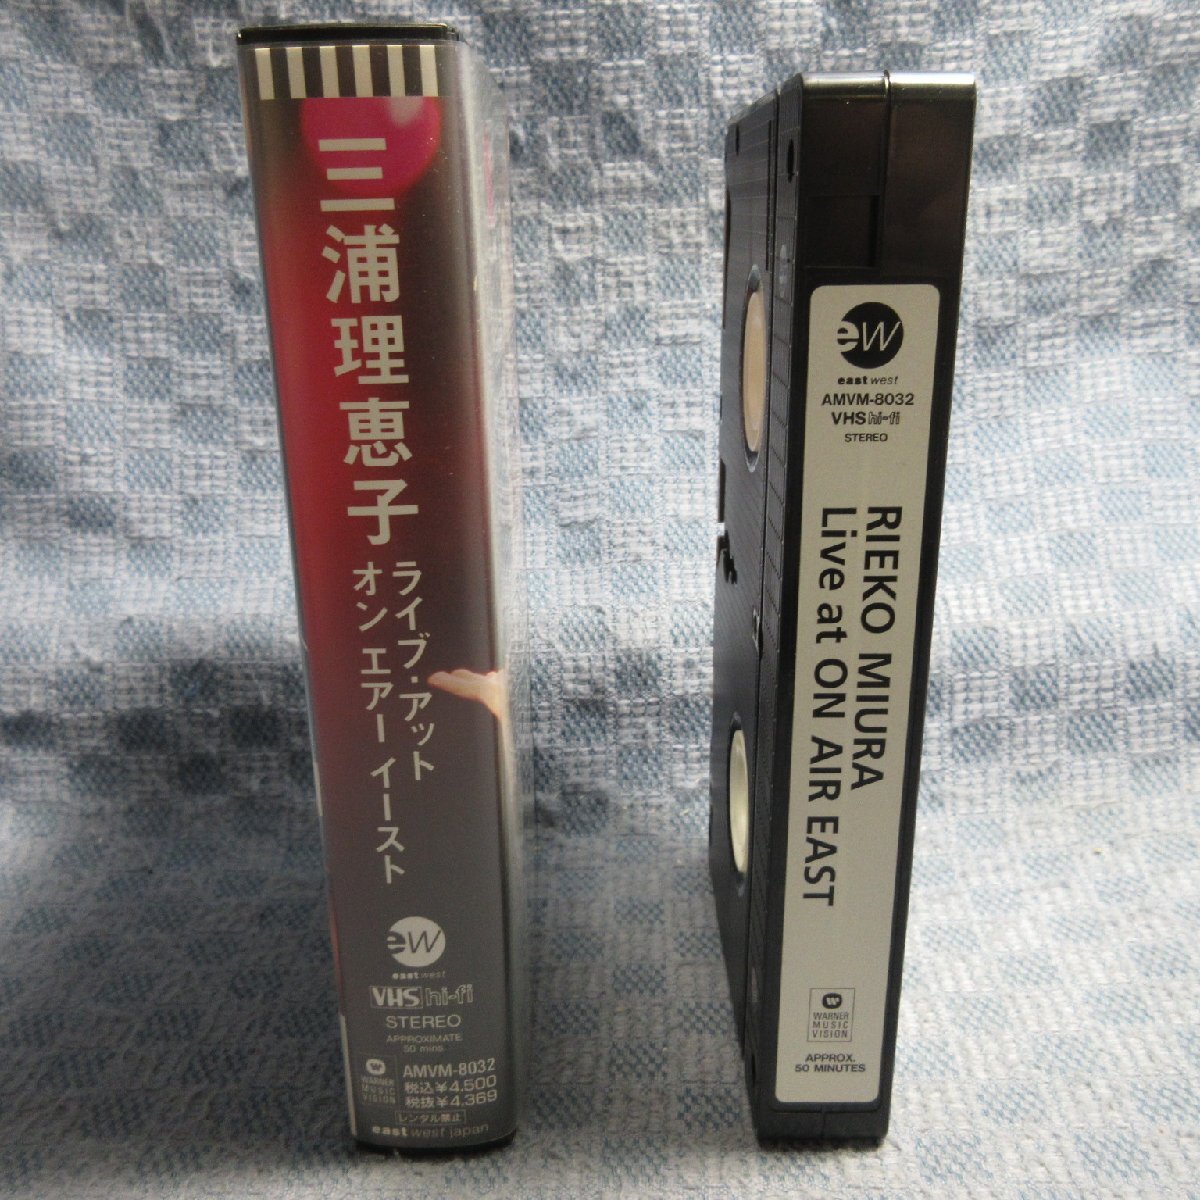 三浦理恵子
ライブ・アット
オン エアー イースト
eW
east west
VHS hi-fi
STEREO
APPROXIMATE
50 mins.
WARNER
MUSIC
VISION
AMVM-8032
税込¥4.500
税抜¥4.369
レンタル禁止
east west japan
eW
east west
AMVM-8032
VHS hi-fi
STEREO
RIEKO MIURA
Live at ON AIR EAST
WARNER
MUSIC
VISION
APPROX.
50 MINUTES